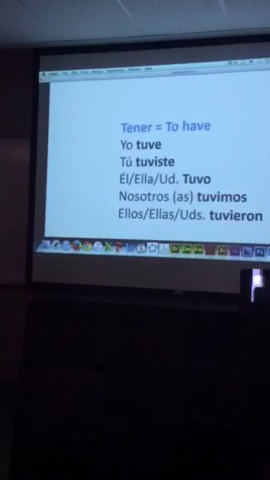 Tener = To have
Yo tuve
Tú tuviste
Él/Ella/Ud. Tuvo
Nosotros (as) tuvimos
Ellos/Ellas/Uds. tuvieron